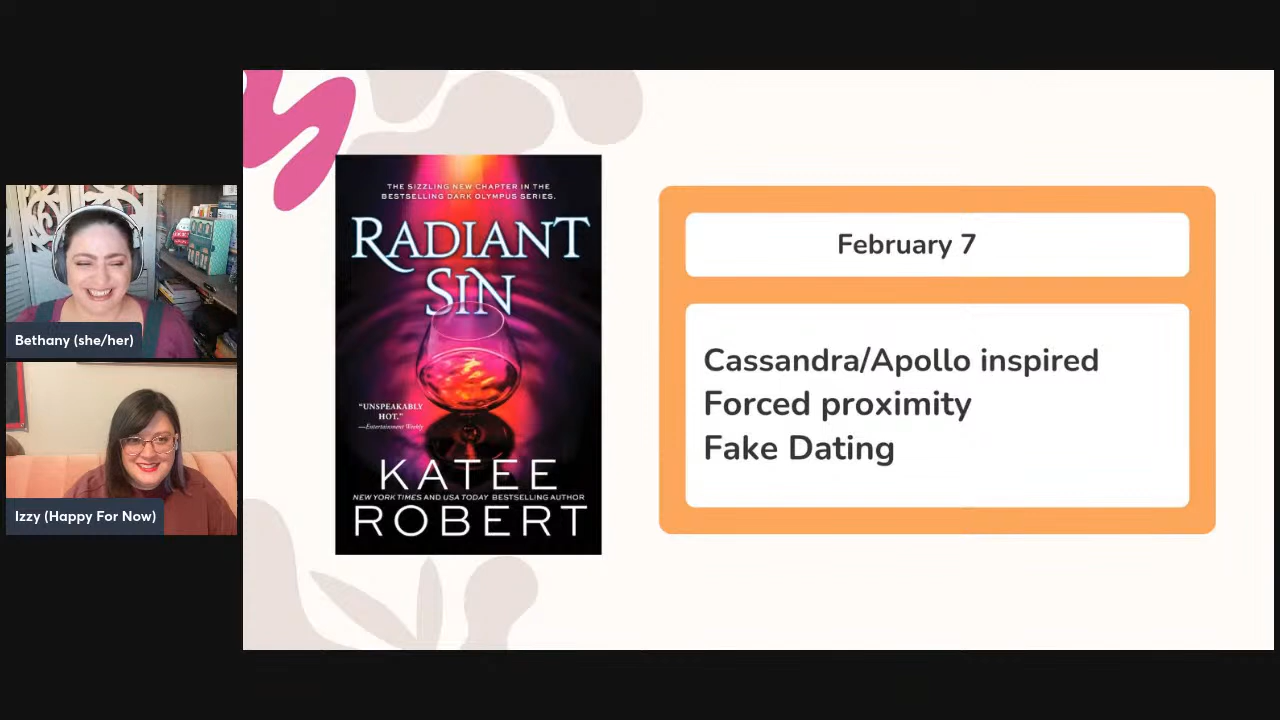 Bethany (she/her)
Izzy (Happy For Now)
THE SIZZLING NEW CHAPTER IN THE
BESTSELLING DARK OLYMPUS SERIES.
RADIANT
SIN
“UNSPEAKABLY
HOT.”
—Entertainment Weekly
KATEE
NEW YORK TIMES AND USA TODAY BESTSELLING AUTHOR
ROBERT
February 7
Cassandra/Apollo inspired
Forced proximity
Fake Dating